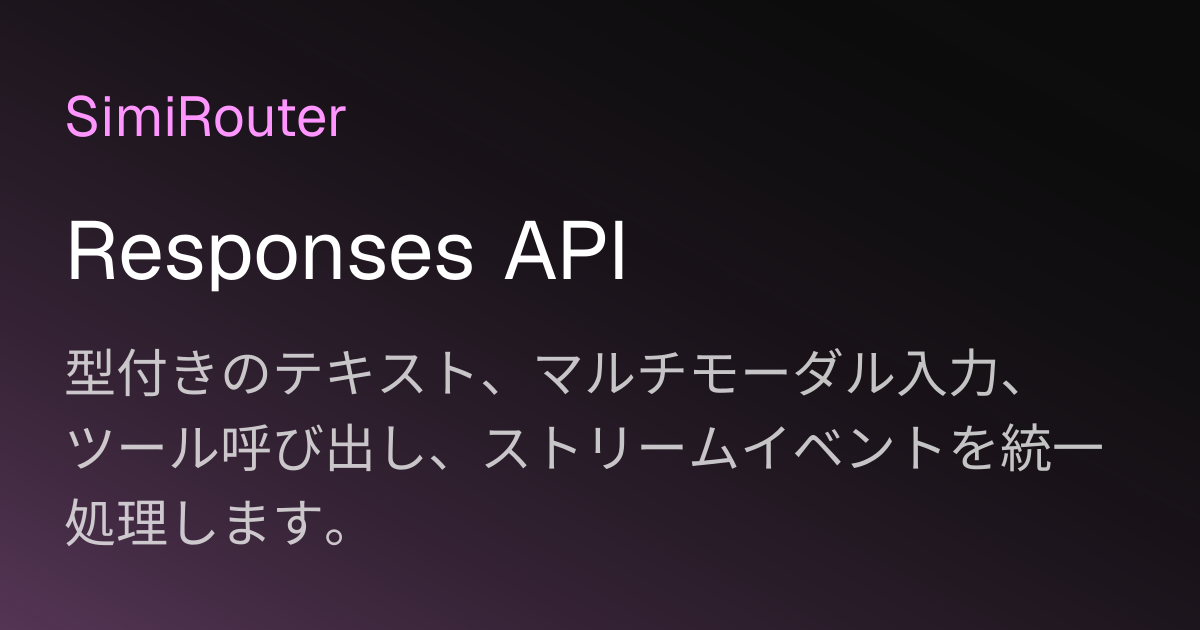 SimiRouter
Responses API
型付きのテキスト、マルチモーダル入力、
ツール呼び出し、ストリームイベントを統一
処理します。